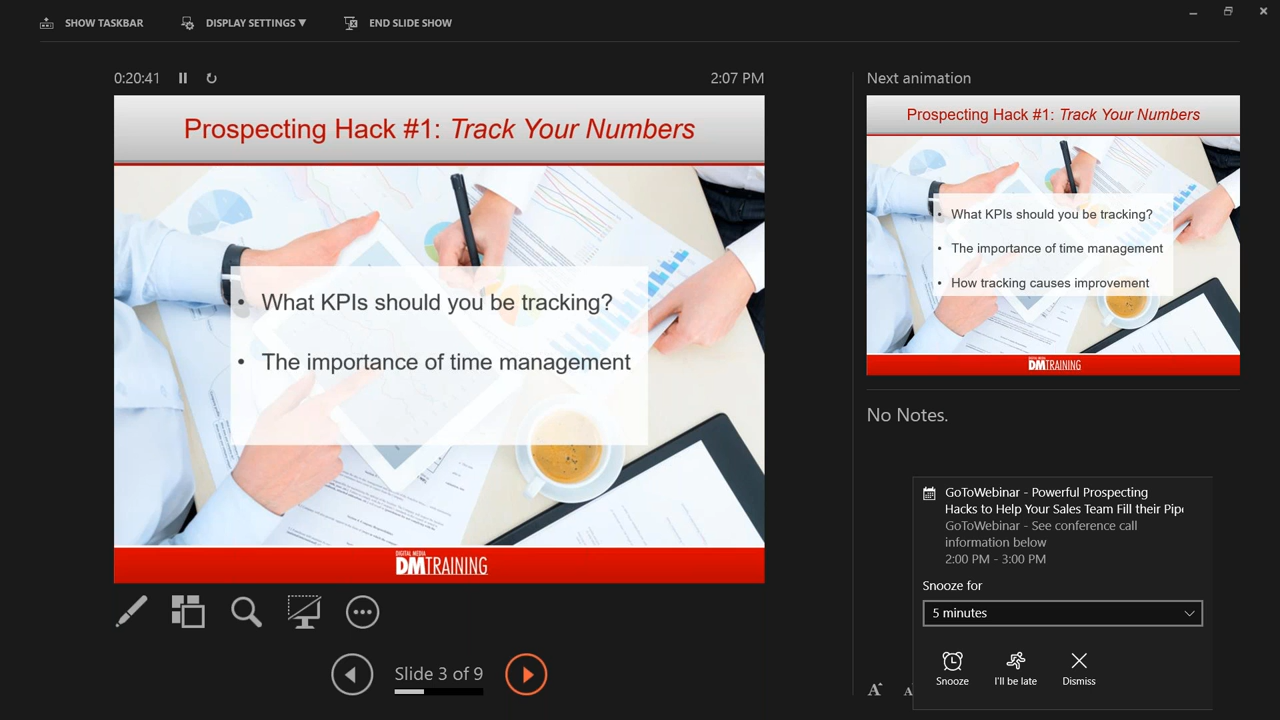 SHOW TASKBAR
DISPLAY SETTINGS ▼
END SLIDE SHOW
0:20:41
2:07 PM
Prospecting Hack #1: Track Your Numbers
• What KPIs should you be tracking?
• The importance of time management
DIGITAL MEDIA
DMTRAINING
Slide 3 of 9
Next animation
Prospecting Hack #1: Track Your Numbers
• What KPIs should you be tracking?
• The importance of time management
• How tracking causes improvement
DMTRAINING
No Notes.
GoToWebinar - Powerful Prospecting
Hacks to Help Your Sales Team Fill their Pip
GoToWebinar - See conference call
information below
2:00 PM - 3:00 PM
Snooze for
5 minutes
Snooze
I'll be late
Dismiss
A
A